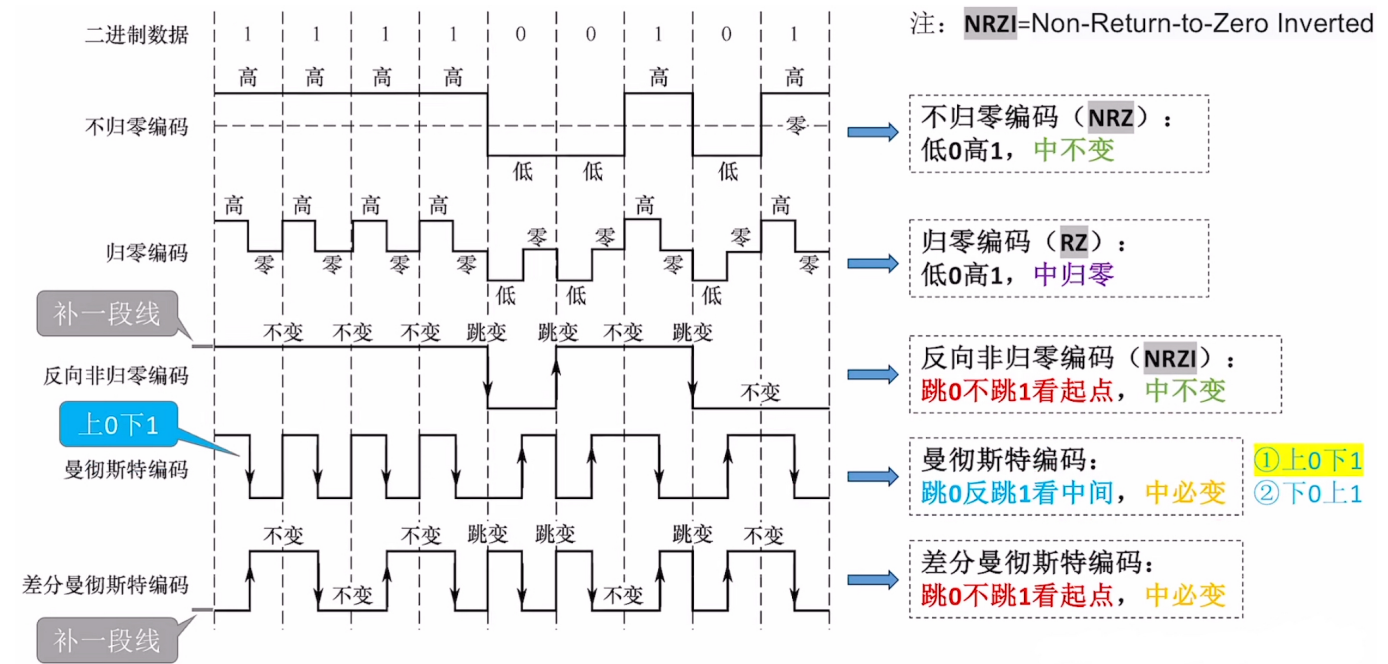 二进制数据 1 1 1 1 0 0 1 0 1
注：NRZI=Non-Return-to-Zero Inverted
高 高 高 高 高 高
不归零编码 零
低 低 低
不归零编码（NRZ）：
低0高1，中不变
高 高 高 高 高 高
归零编码 零 零 零 零 零 零 零 零 零
低 低 低
归零编码（RZ）：
低0高1，中归零
补一段线
不变 不变 不变 跳变 跳变 不变 跳变
反向非归零编码 不变
反向非归零编码（NRZI）：
跳0不跳1看起点，中不变
上0下1
曼彻斯特编码
曼彻斯特编码：
跳0反跳1看中间，中必变
①上0下1
②下0上1
不变 不变 跳变 跳变 跳变 不变
差分曼彻斯特编码 不变 不变
差分曼彻斯特编码：
跳0不跳1看起点，中必变
补一段线